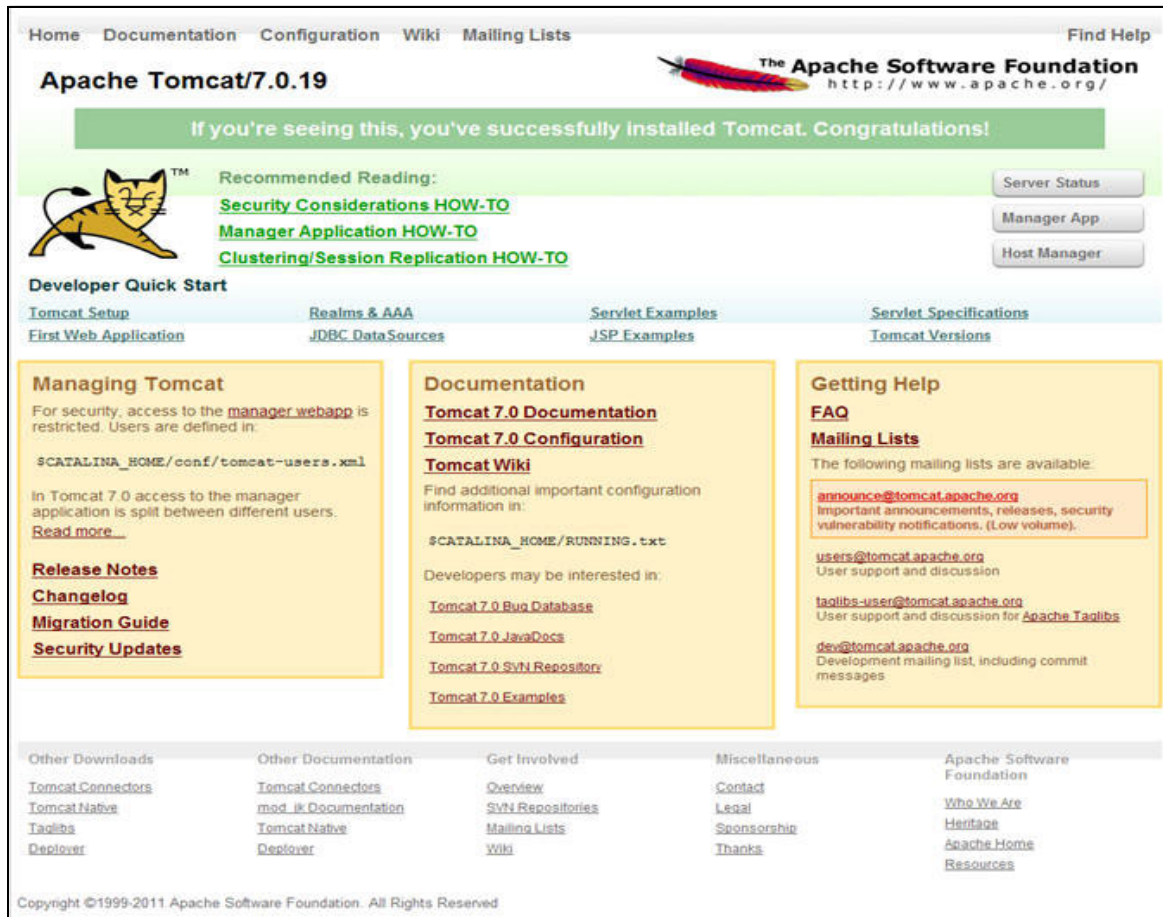 Home Documentation Configuration Wiki Mailing Lists Find Help
Apache Tomcat/7.0.19
The Apache Software Foundation
http://www.apache.org/
If you're seeing this, you've successfully installed Tomcat. Congratulations!
TM
Recommended Reading:
Security Considerations HOW-TO
Manager Application HOW-TO
Clustering/Session Replication HOW-TO
Server Status
Manager App
Host Manager
Developer Quick Start
Tomcat Setup
First Web Application
Realms & AAA
JDBC DataSources
Servlet Examples
JSP Examples
Servlet Specifications
Tomcat Versions
Managing Tomcat
For security, access to the manager webapp is
restricted. Users are defined in:
$CATALINA_HOME/conf/tomcat-users.xml
In Tomcat 7.0 access to the manager
application is split between different users.
Read more...
Release Notes
Changelog
Migration Guide
Security Updates
Documentation
Tomcat 7.0 Documentation
Tomcat 7.0 Configuration
Tomcat Wiki
Find additional important configuration
information in:
$CATALINA_HOME/RUNNING.txt
Developers may be interested in:
Tomcat 7.0 Bug Database
Tomcat 7.0 JavaDocs
Tomcat 7.0 SVN Repository
Tomcat 7.0 Examples
Getting Help
FAQ
Mailing Lists
The following mailing lists are available:
announce@tomcat.apache.org
Important announcements, releases, security
vulnerability notifications. (Low volume).
users@tomcat.apache.org
User support and discussion
taglibs-user@tomcat.apache.org
User support and discussion for Apache Taglibs
dev@tomcat.apache.org
Development mailing list, including commit
messages
Other Downloads
Tomcat Connectors
Tomcat Native
Taglibs
Deployer
Other Documentation
Tomcat Connectors
mod_jk Documentation
Tomcat Native
Deployer
Get Involved
Overview
SVN Repositories
Mailing Lists
Wiki
Miscellaneous
Contact
Legal
Sponsorship
Thanks
Apache Software
Foundation
Who We Are
Heritage
Apache Home
Resources
Copyright ©1999-2011 Apache Software Foundation. All Rights Reserved